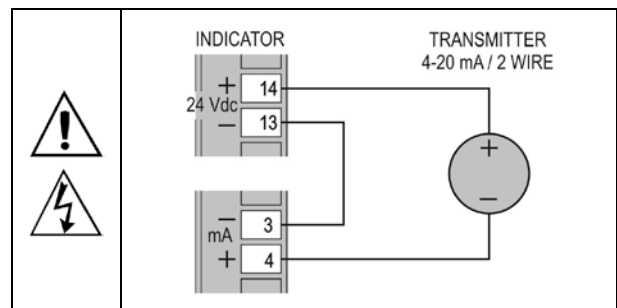 INDICATOR
TRANSMITTER
4-20 mA / 2 WIRE
+ 14
24 Vdc
− 13
+
−
− 3
mA
+ 4